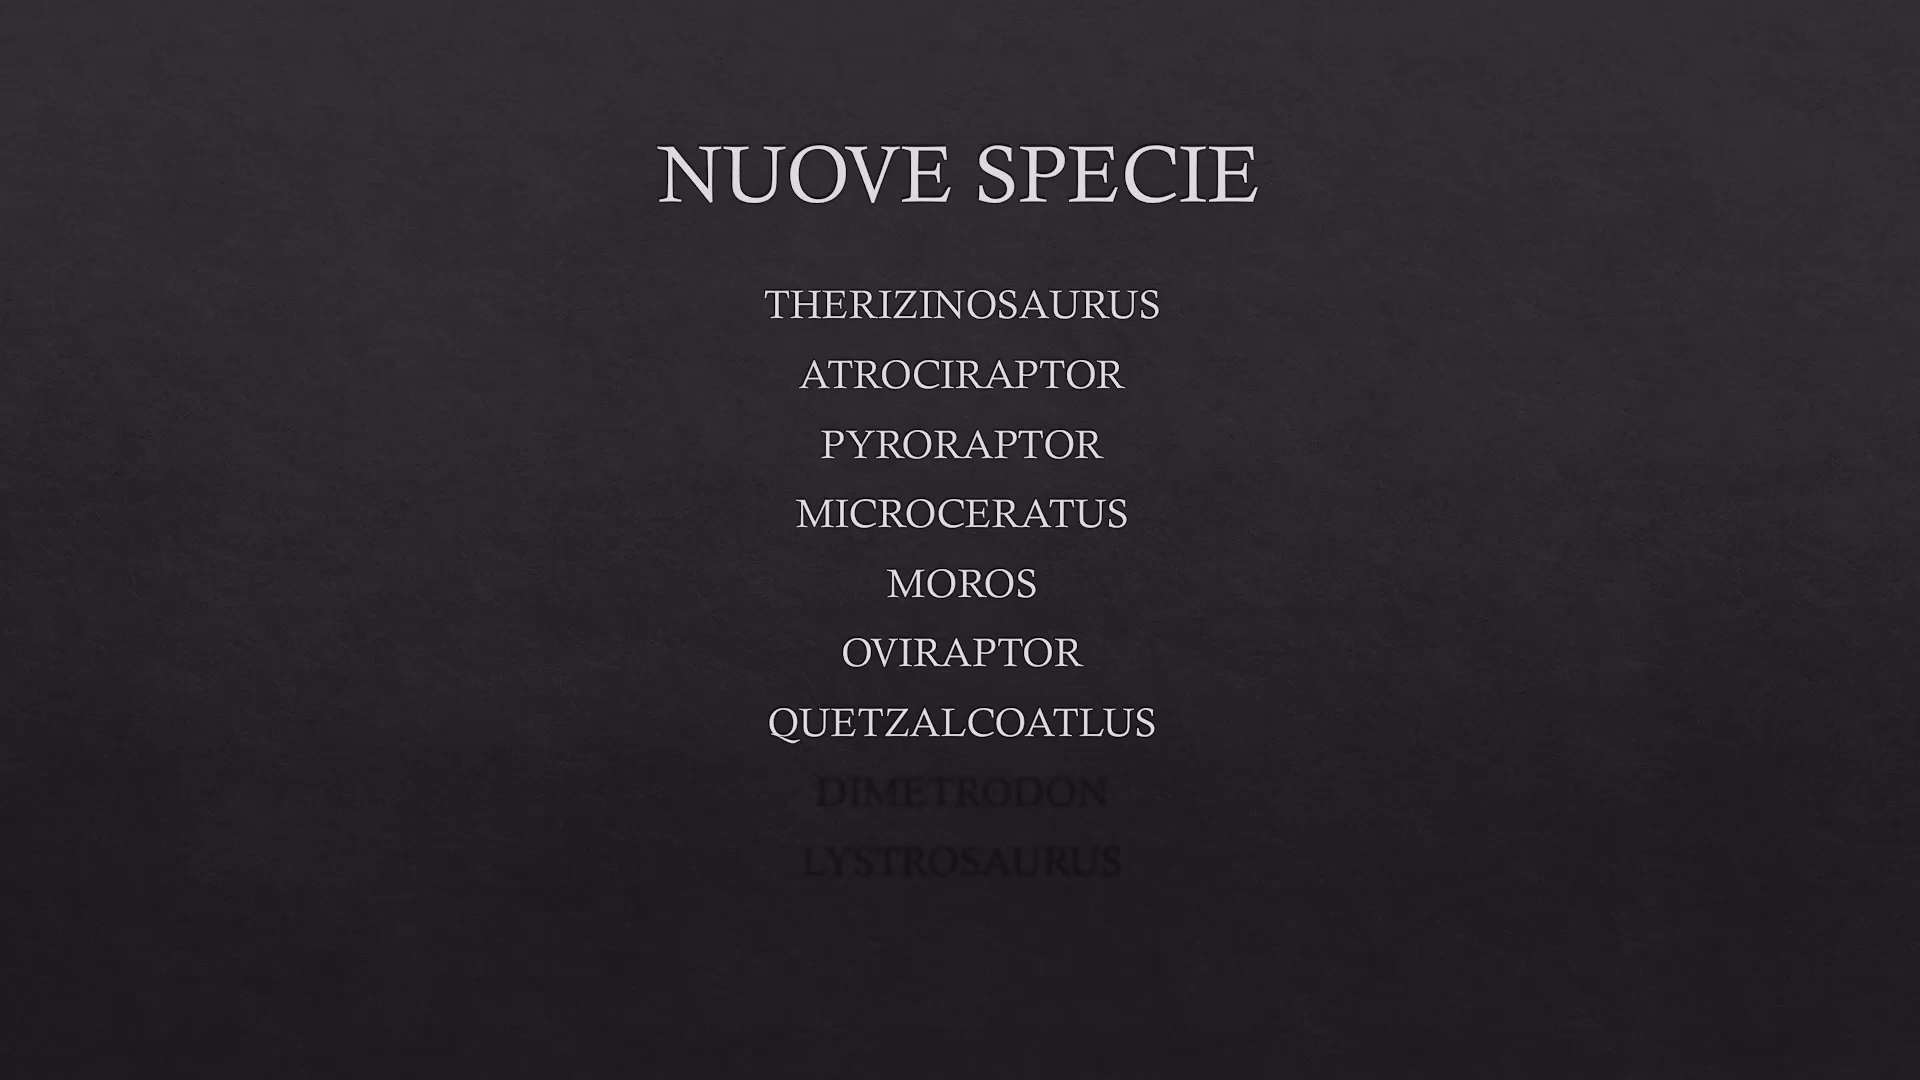 NUOVE SPECIE
THERIZINOSAURUS
ATROCIRAPTOR
PYRORAPTOR
MICROCERATUS
MOROS
OVIRAPTOR
QUETZALCOATLUS
DIMETRODON
LYSTROSAURUS